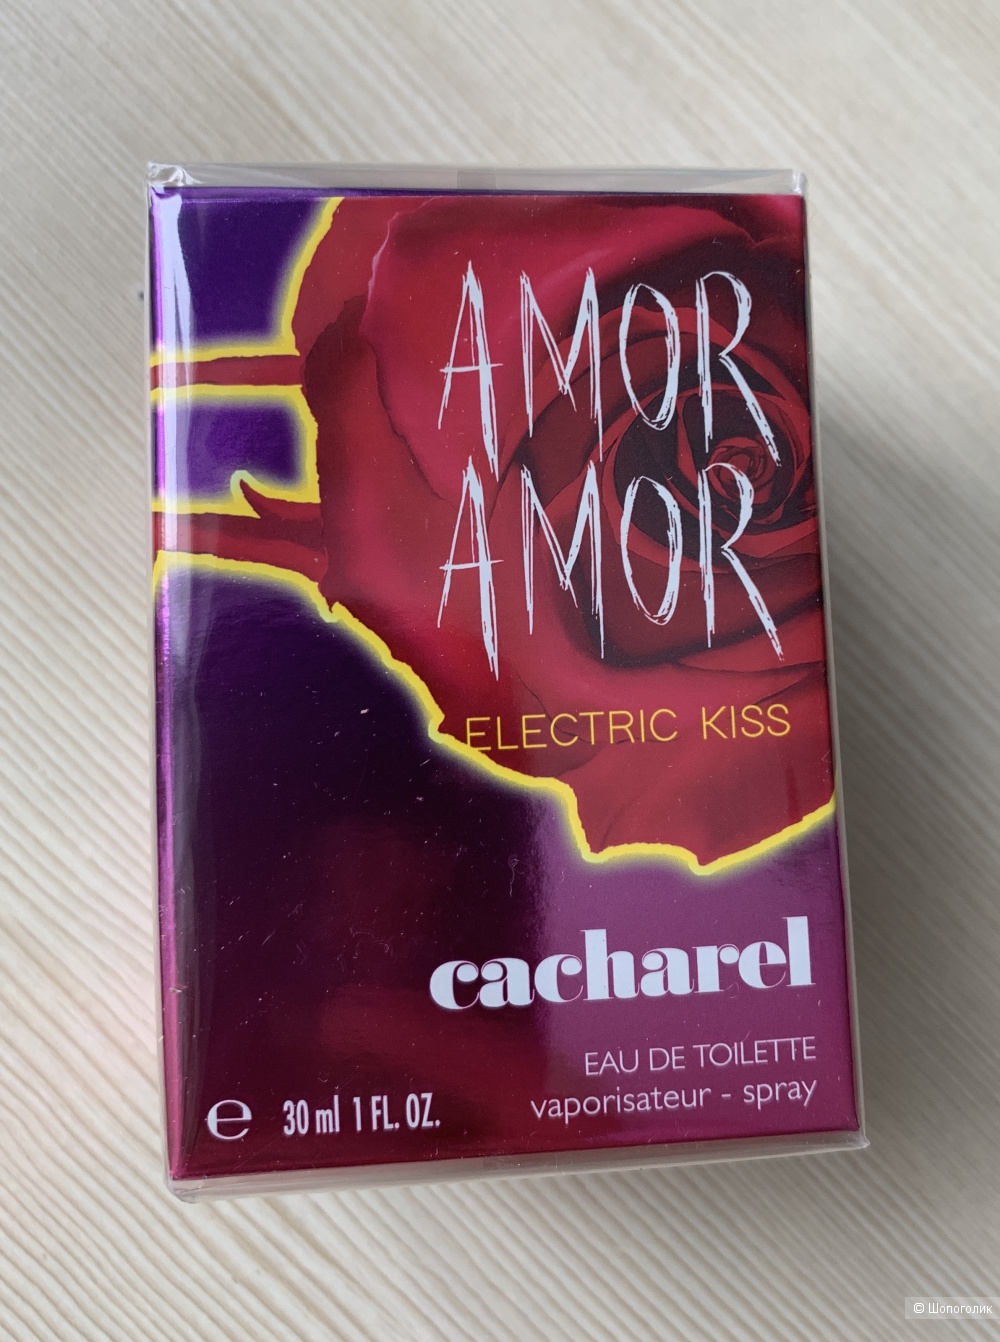 AMOR
AMOR
ELECTRIC KISS
cacharel
EAU DE TOILETTE
vaporisateur - spray
℮ 30 ml 1 FL. OZ.
© Шопоголик